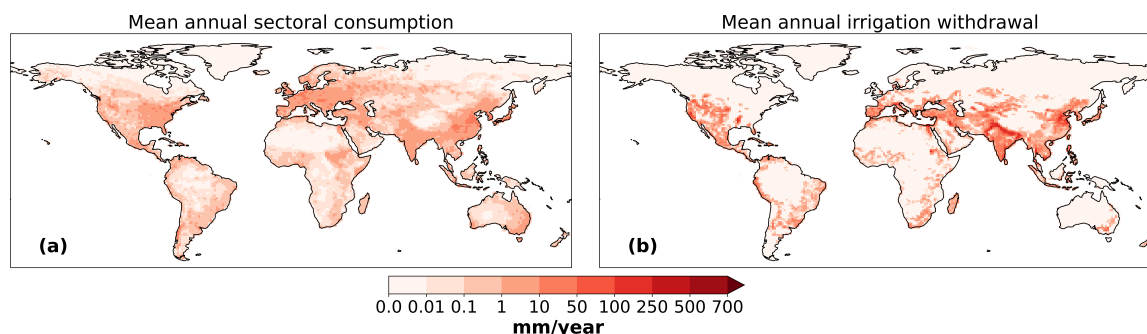 Mean annual sectoral consumption
Mean annual irrigation withdrawal
(a)
(b)
0.0 0.01 0.1 1 10 50 100 250 500 700
mm/year